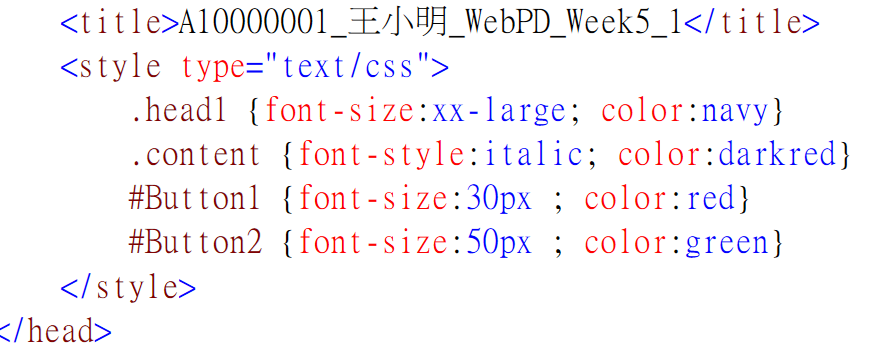 <title>A10000001_王小明_WebPD_Week5_1</title>
<style type="text/css">
.head1 {font-size:xx-large; color:navy}
.content {font-style:italic; color:darkred}
#Button1 {font-size:30px ; color:red}
#Button2 {font-size:50px ; color:green}
</style>
</head>